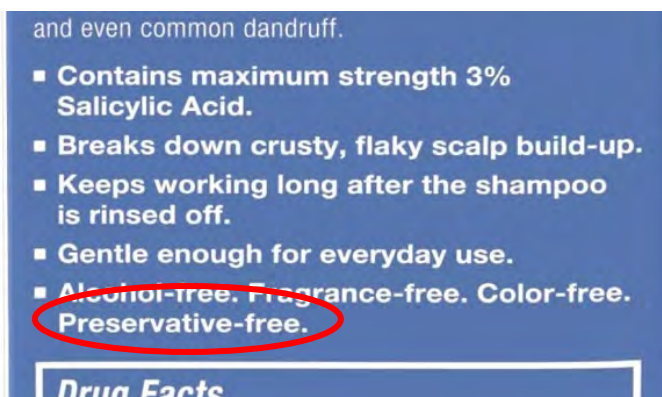 and even common dandruff.
▪ Contains maximum strength 3%
Salicylic Acid.
▪ Breaks down crusty, flaky scalp build-up.
▪ Keeps working long after the shampoo
is rinsed off.
▪ Gentle enough for everyday use.
▪ Alcohol-free. Fragrance-free. Color-free.
Preservative-free.
Drug Facts